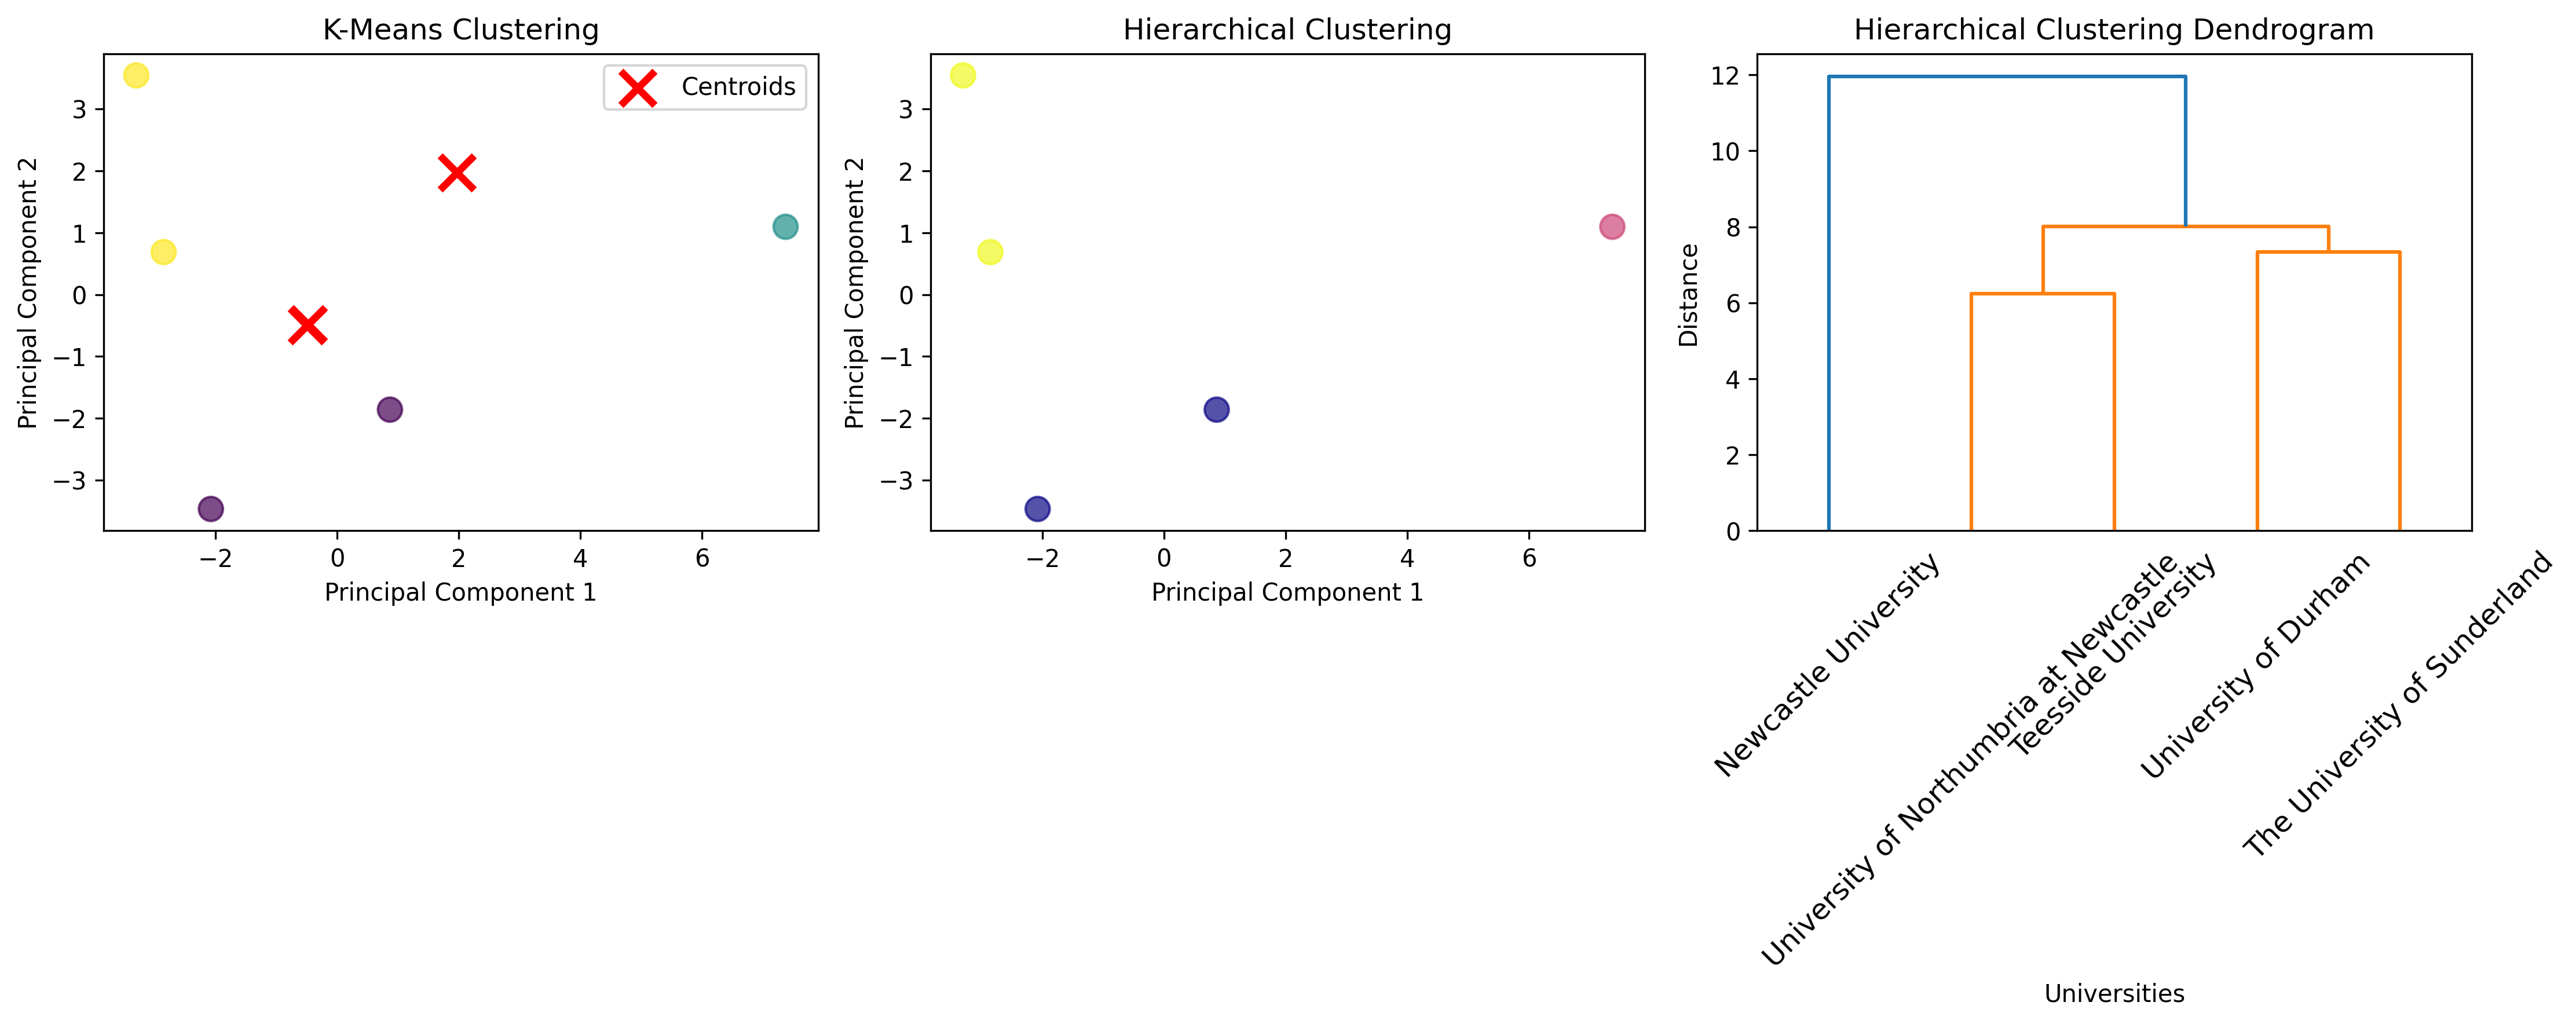 K-Means Clustering
Centroids
Principal Component 2
3
2
1
0
−1
−2
−3
−2
0
2
4
6
Principal Component 1
Hierarchical Clustering
Principal Component 2
3
2
1
0
−1
−2
−3
−2
0
2
4
6
Principal Component 1
Hierarchical Clustering Dendrogram
Distance
12
10
8
6
4
2
0
Newcastle University
University of Northumbria at Newcastle
Teesside University
University of Durham
The University of Sunderland
Universities